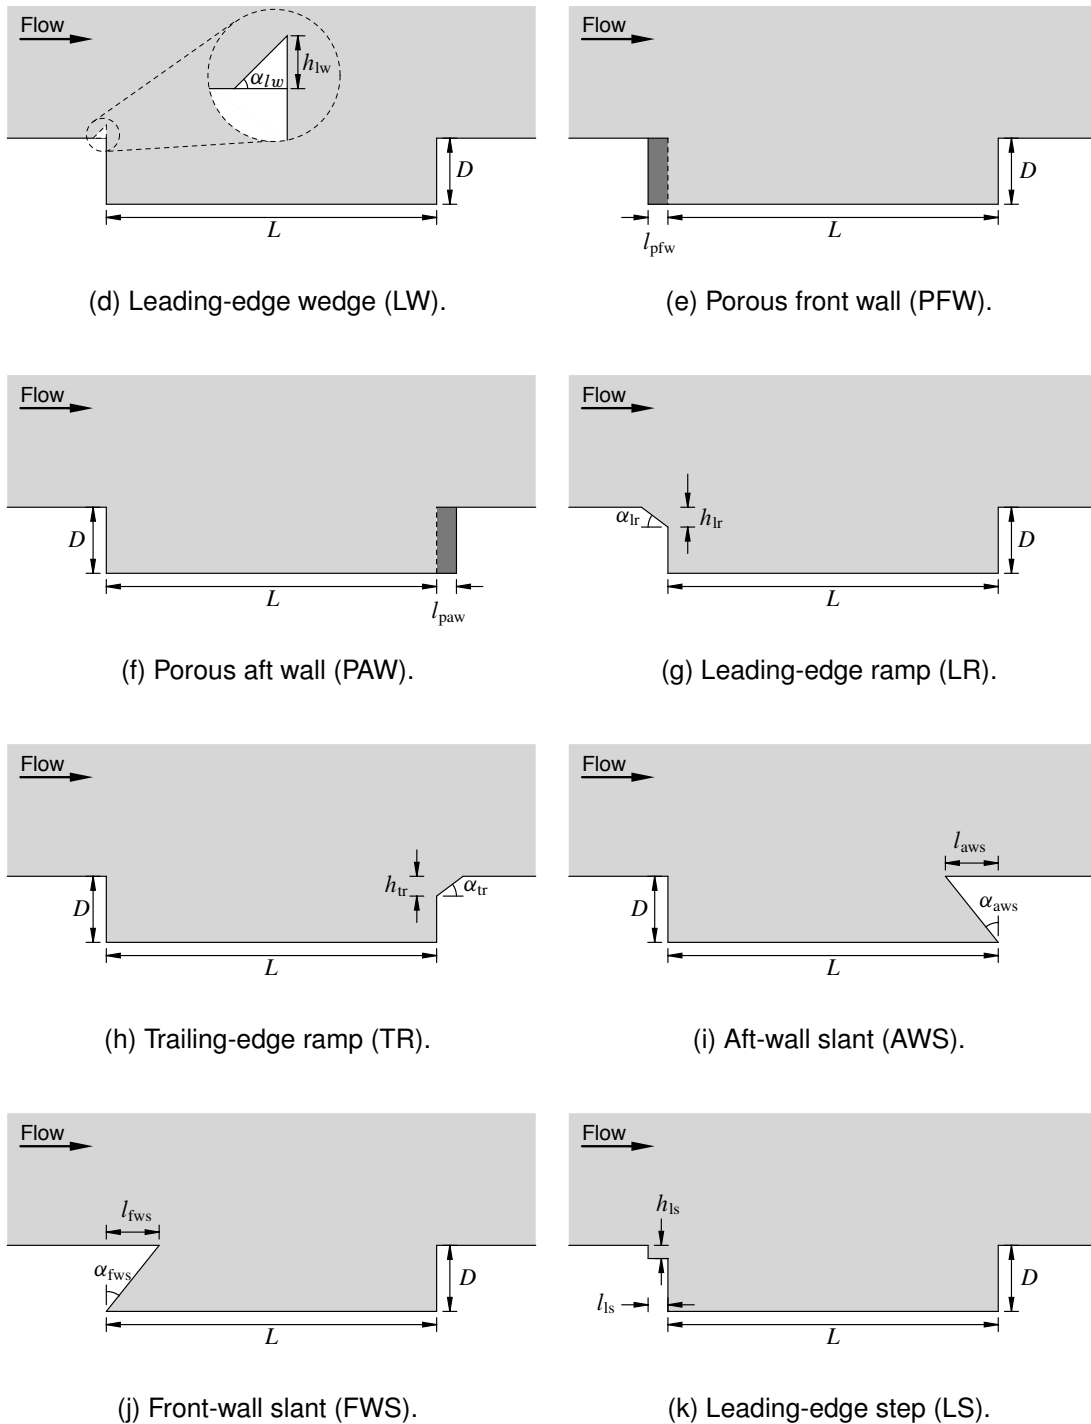 Flow
α_lw
h_lw
D
L
(d) Leading-edge wedge (LW).
Flow
D
L
l_pfw
(e) Porous front wall (PFW).
Flow
D
L
l_paw
(f) Porous aft wall (PAW).
Flow
α_lr
h_lr
D
L
(g) Leading-edge ramp (LR).
Flow
h_tr
α_tr
D
L
(h) Trailing-edge ramp (TR).
Flow
l_aws
α_aws
D
L
(i) Aft-wall slant (AWS).
Flow
l_fws
α_fws
D
L
(j) Front-wall slant (FWS).
Flow
h_ls
l_ls
D
L
(k) Leading-edge step (LS).